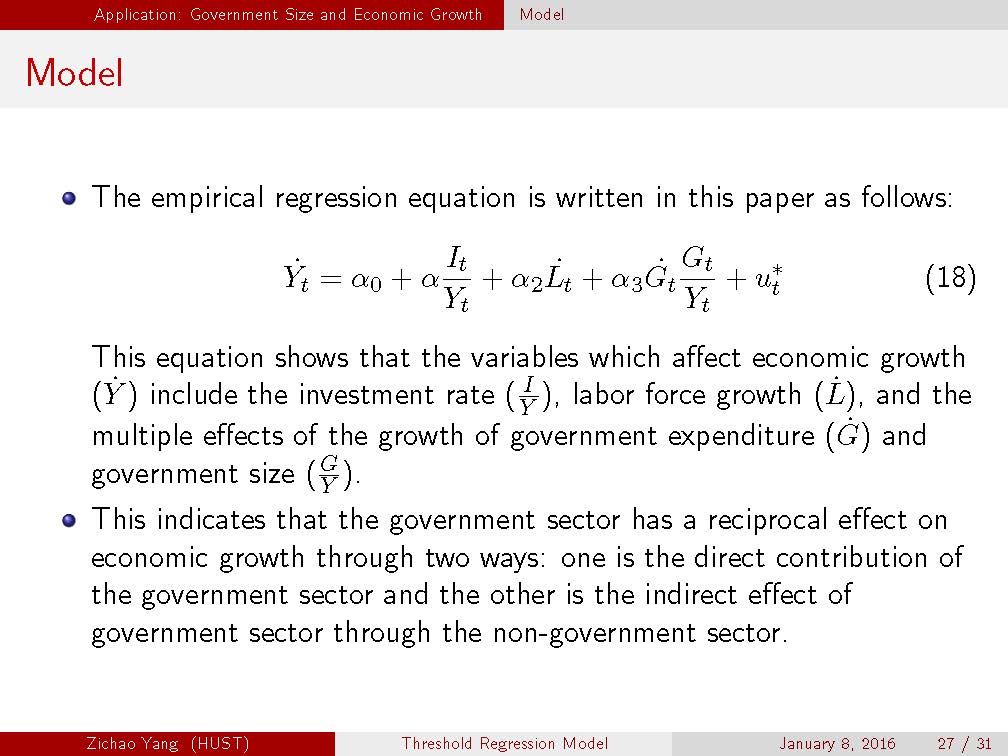 Application: Government Size and Economic Growth Model
Model
The empirical regression equation is written in this paper as follows:
$\dot{Y}_t = \alpha_0 + \alpha \frac{I_t}{Y_t} + \alpha_2 \dot{L}_t + \alpha_3 \dot{G}_t \frac{G_t}{Y_t} + u_t^*$ (18)
This equation shows that the variables which affect economic growth
($\dot{Y}$) include the investment rate ($\frac{I}{Y}$), labor force growth ($\dot{L}$), and the
multiple effects of the growth of government expenditure ($\dot{G}$) and
government size ($\frac{G}{Y}$).
This indicates that the government sector has a reciprocal effect on
economic growth through two ways: one is the direct contribution of
the government sector and the other is the indirect effect of
government sector through the non-government sector.
Zichao Yang (HUST) Threshold Regression Model January 8, 2016 27 / 31